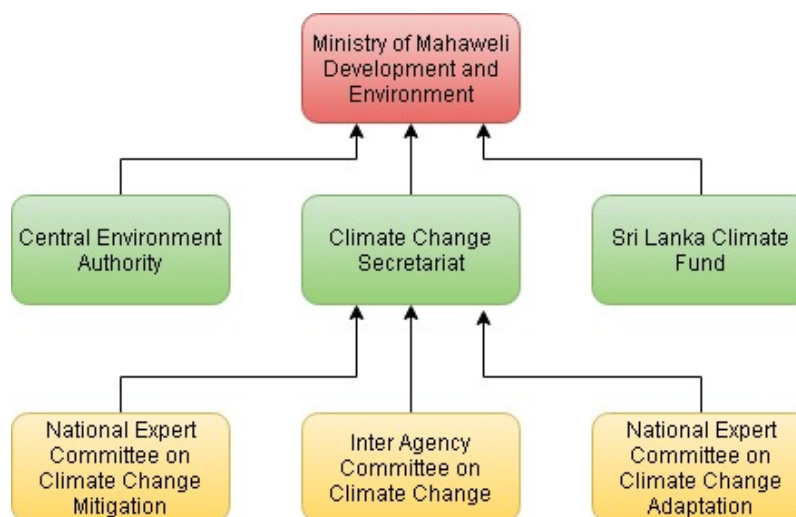 Ministry of Mahaweli
Development and
Environment
Central Environment
Authority
Climate Change
Secretariat
Sri Lanka Climate
Fund
National Expert
Committee on
Climate Change
Mitigation
Inter Agency
Committee on
Climate Change
National Expert
Committee on
Climate Change
Adaptation